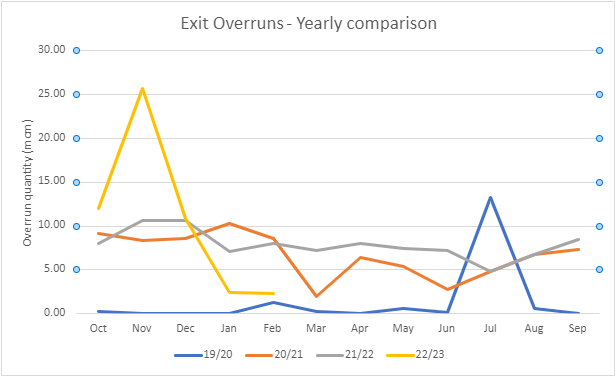 Exit Overruns - Yearly comparison
30.00
25.00
20.00
15.00
10.00
5.00
0.00
Overrun quantity (mcm)
Oct Nov Dec Jan Feb Mar Apr May Jun Jul Aug Sep
19/20 20/21 21/22 22/23